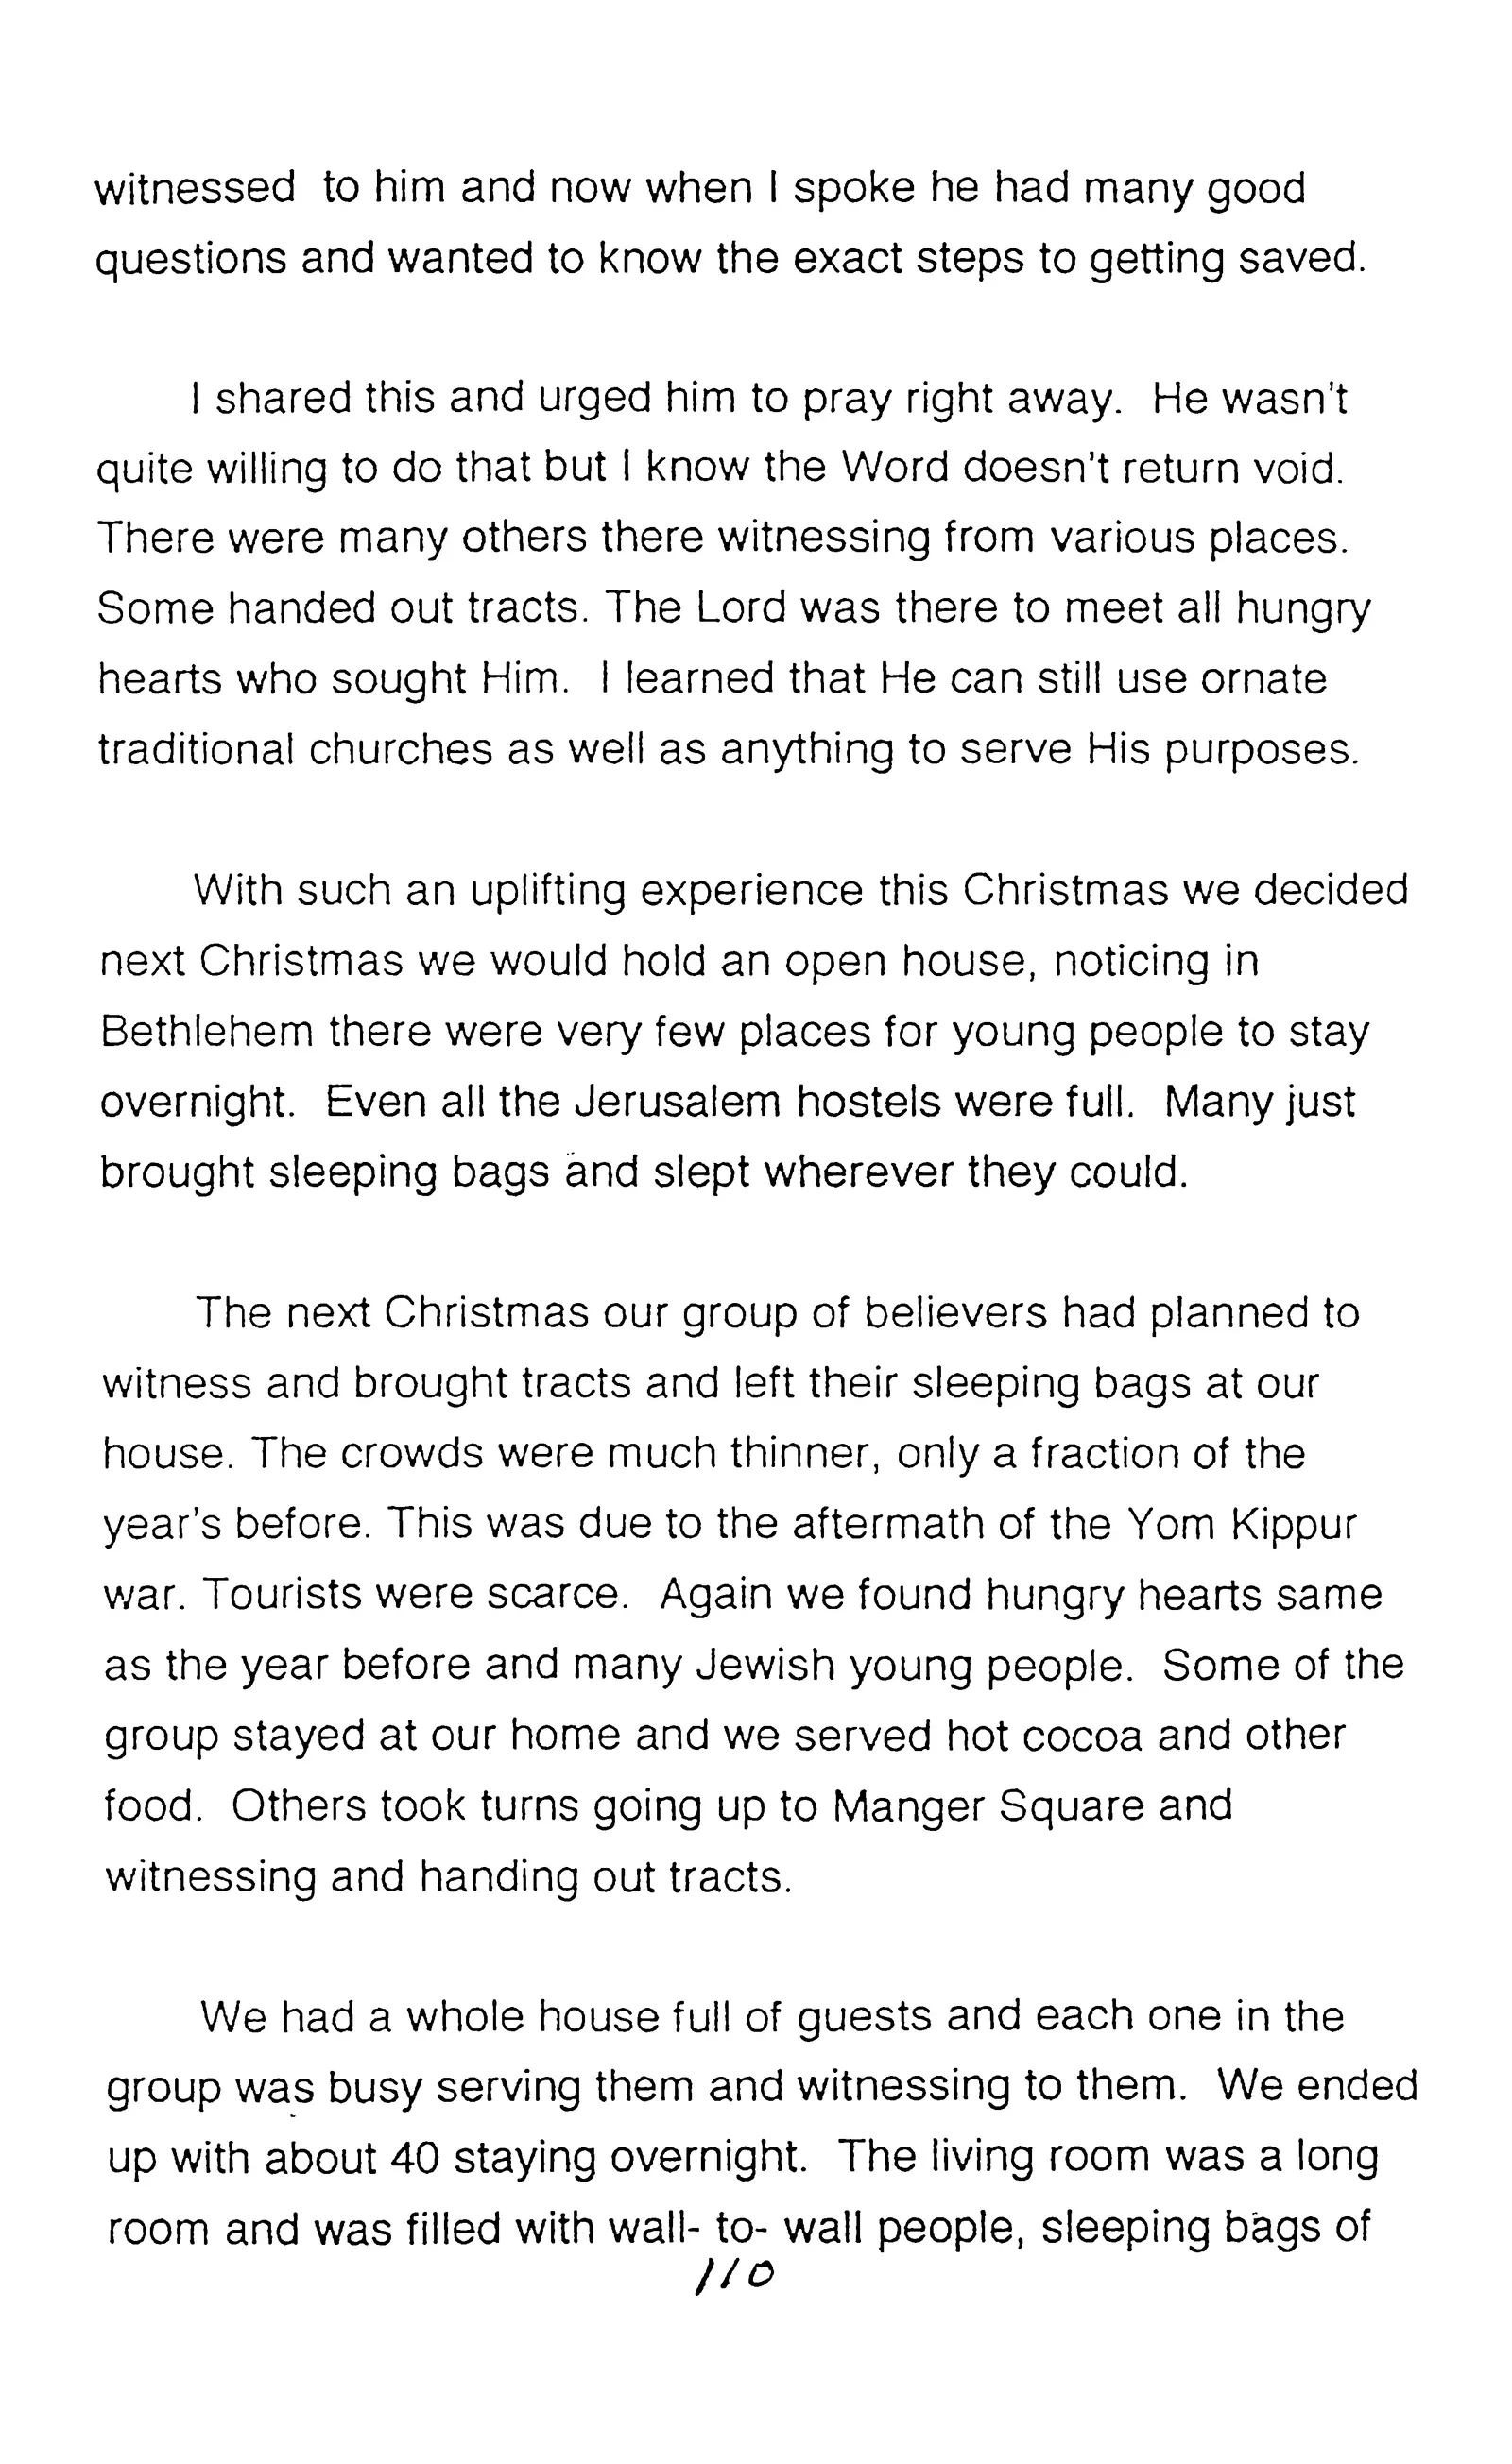 witnessed to him and now when I spoke he had many good
questions and wanted to know the exact steps to getting saved.
I shared this and urged him to pray right away. He wasn't
quite willing to do that but I know the Word doesn't return void.
There were many others there witnessing from various places.
Some handed out tracts. The Lord was there to meet all hungry
hearts who sought Him. I learned that He can still use ornate
traditional churches as well as anything to serve His purposes.
With such an uplifting experience this Christmas we decided
next Christmas we would hold an open house, noticing in
Bethlehem there were very few places for young people to stay
overnight. Even all the Jerusalem hostels were full. Many just
brought sleeping bags and slept wherever they could.
The next Christmas our group of believers had planned to
witness and brought tracts and left their sleeping bags at our
house. The crowds were much thinner, only a fraction of the
year's before. This was due to the aftermath of the Yom Kippur
war. Tourists were scarce. Again we found hungry hearts same
as the year before and many Jewish young people. Some of the
group stayed at our home and we served hot cocoa and other
food. Others took turns going up to Manger Square and
witnessing and handing out tracts.
We had a whole house full of guests and each one in the
group was busy serving them and witnessing to them. We ended
up with about 40 staying overnight. The living room was a long
room and was filled with wall- to- wall people, sleeping bags of
110